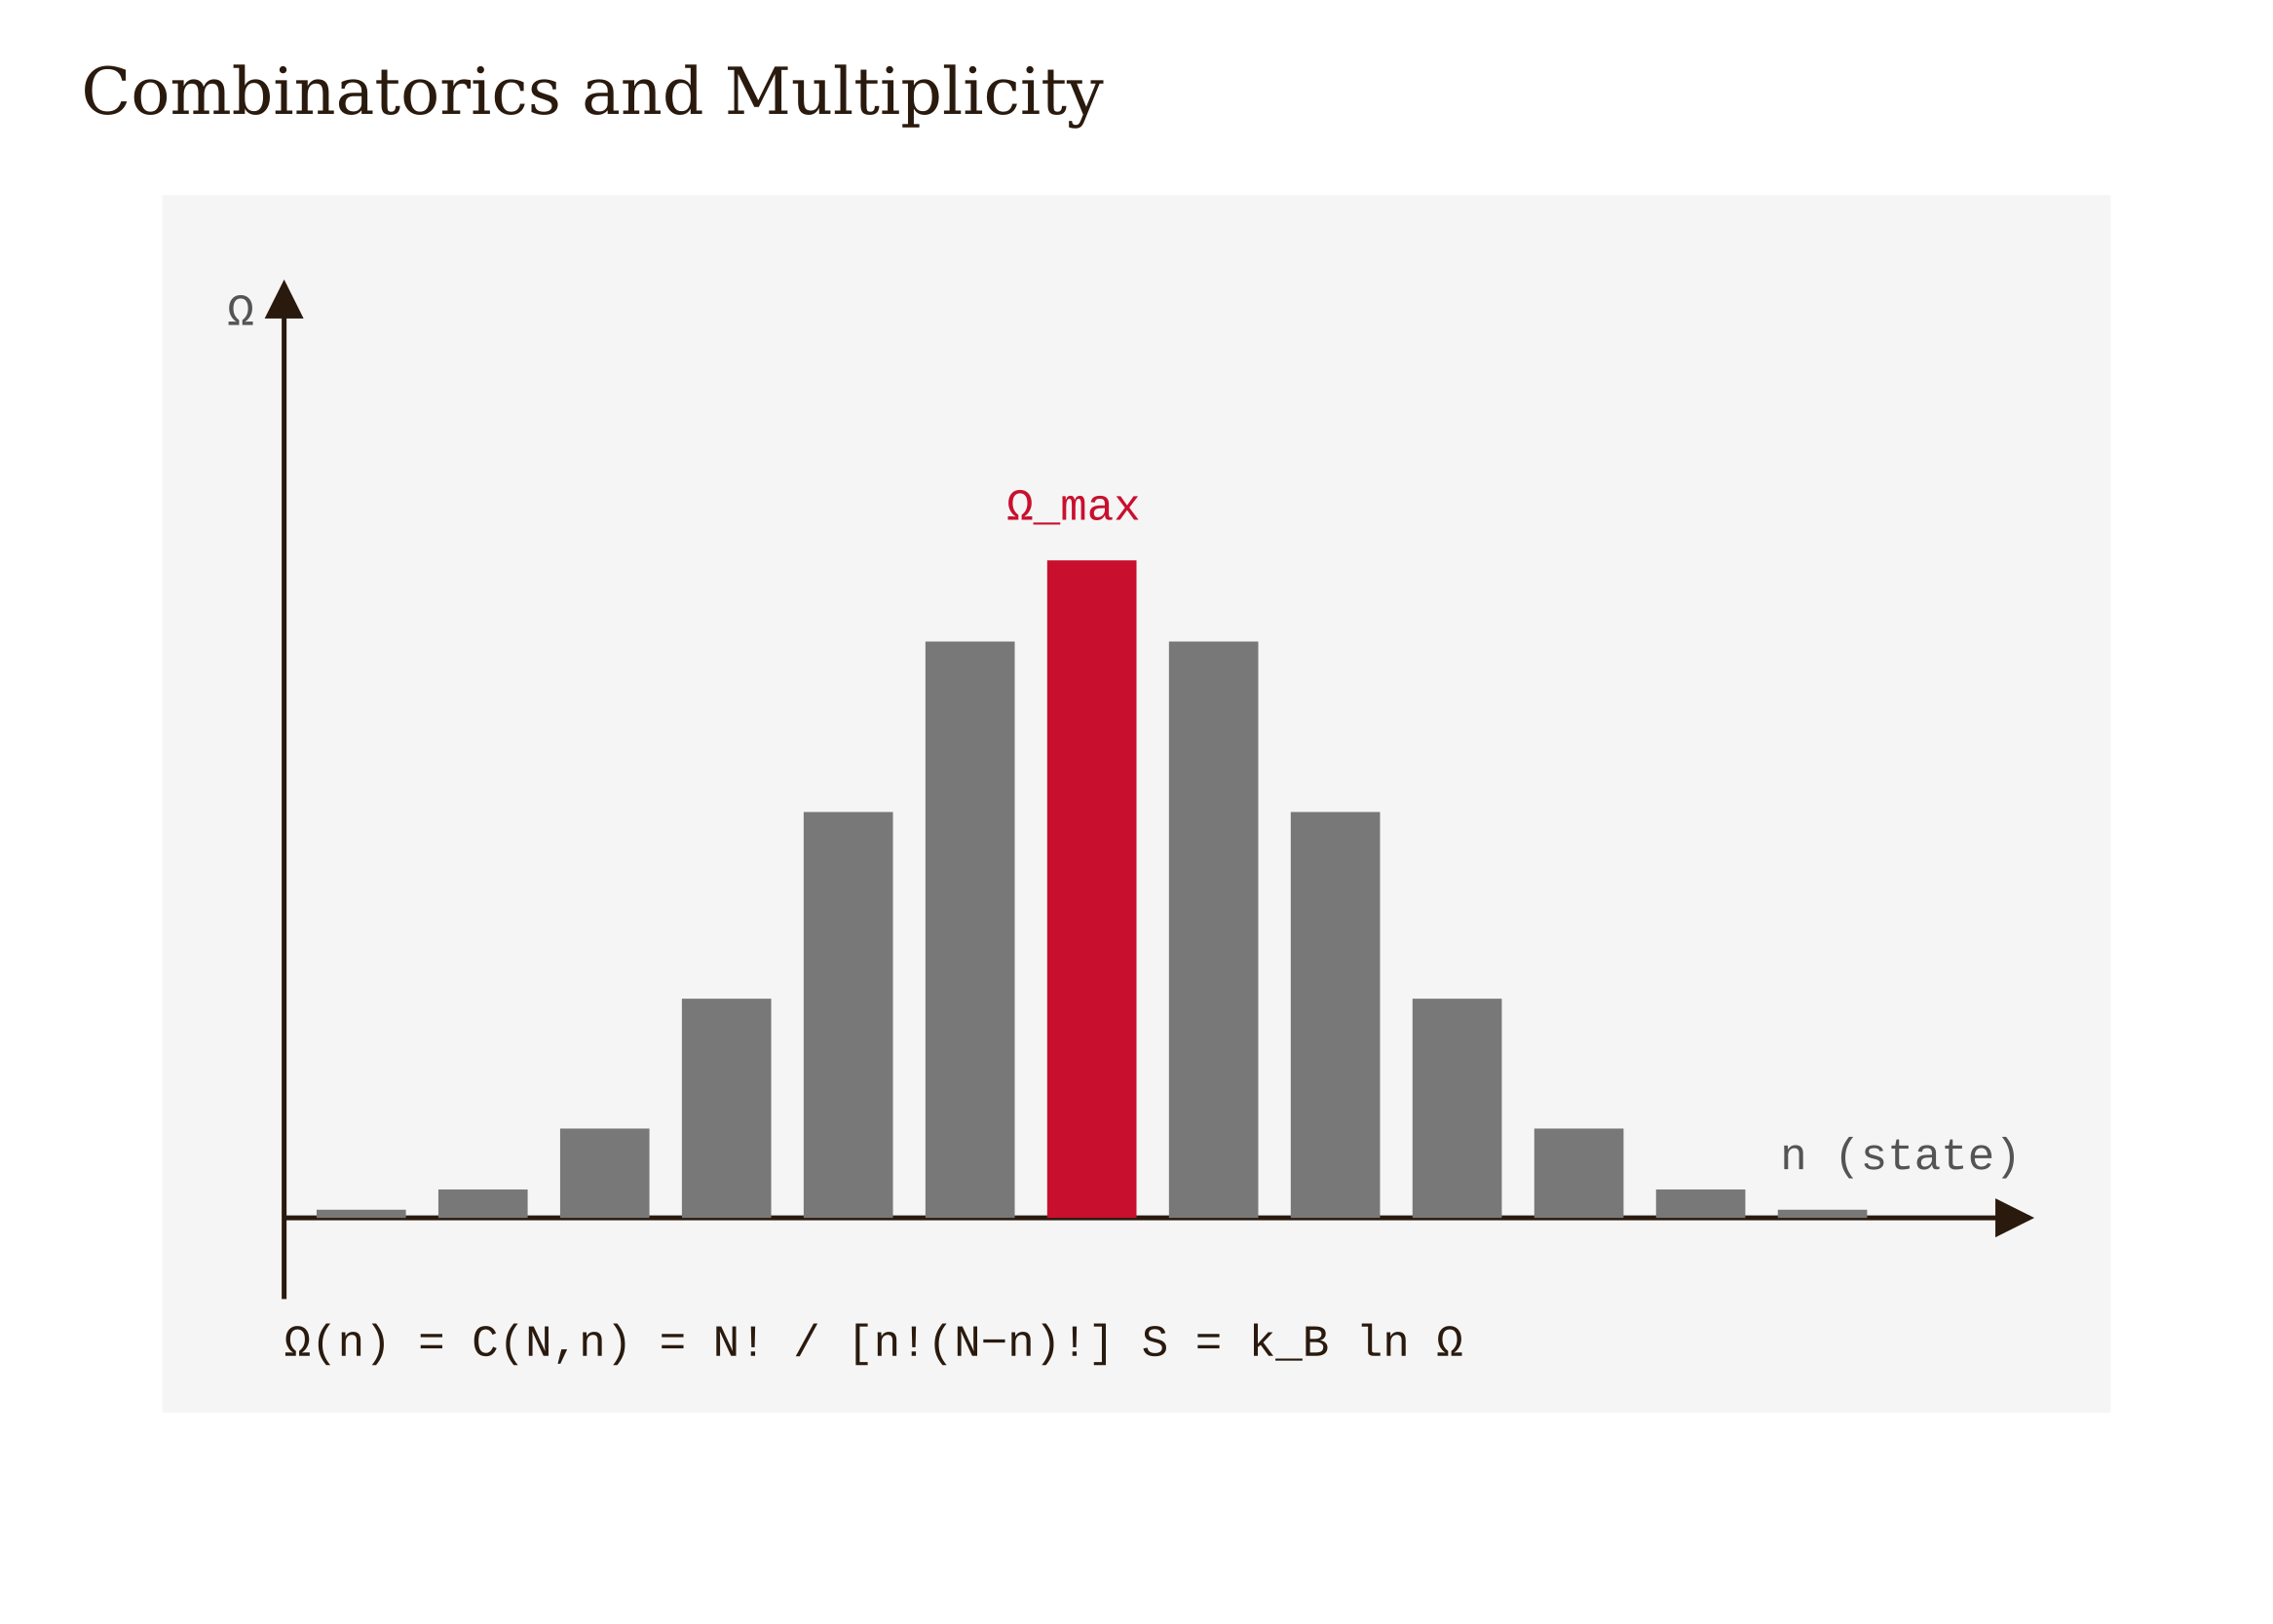 Combinatorics and Multiplicity
Ω
Ω_max
n (state)
Ω(n) = C(N,n) = N! / [n!(N−n)!] S = k_B ln Ω